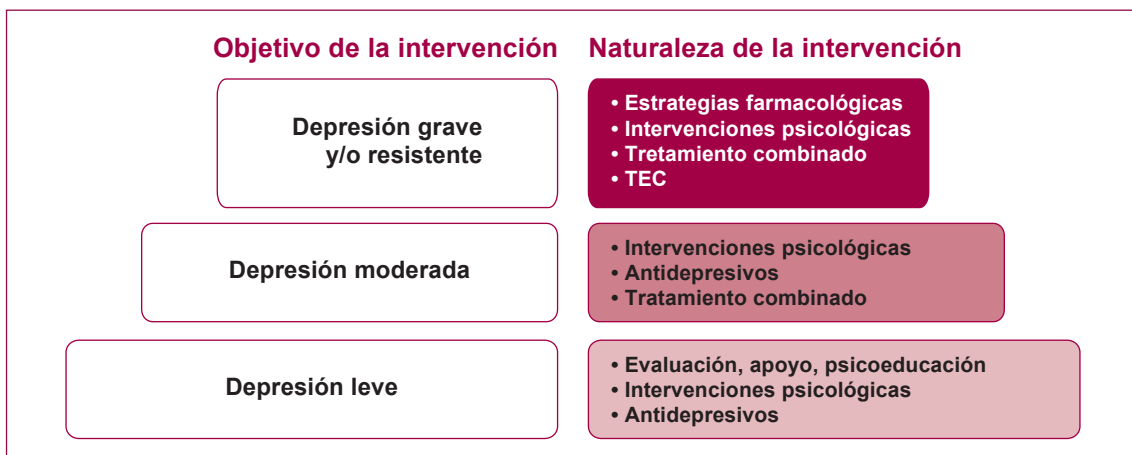 Objetivo de la intervención
Naturaleza de la intervención
Depresión grave
y/o resistente
• Estrategias farmacológicas
• Intervenciones psicológicas
• Tretamiento combinado
• TEC
Depresión moderada
• Intervenciones psicológicas
• Antidepresivos
• Tratamiento combinado
Depresión leve
• Evaluación, apoyo, psicoeducación
• Intervenciones psicológicas
• Antidepresivos